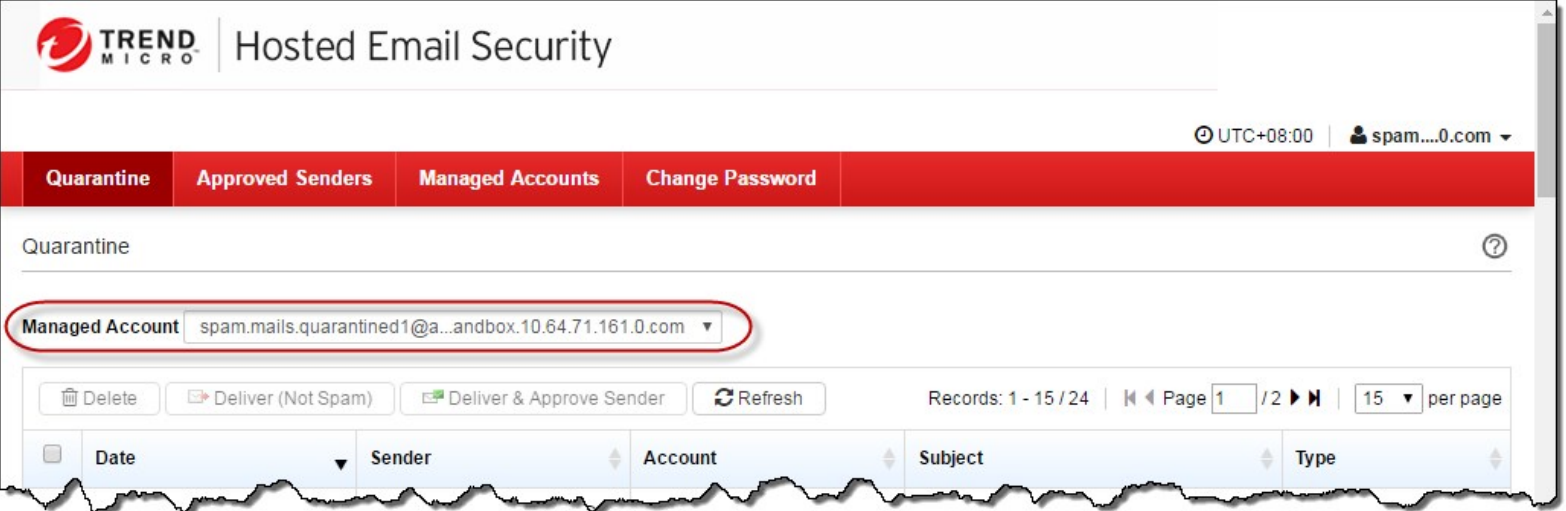 TREND MICRO Hosted Email Security
UTC+08:00 spam....0.com
Quarantine Approved Senders Managed Accounts Change Password
Quarantine
Managed Account spam.mails.quarantined1@a...andbox.10.64.71.161.0.com
Delete Deliver (Not Spam) Deliver & Approve Sender Refresh Records: 1 - 15 / 24 Page 1 / 2 15 per page
Date Sender Account Subject Type